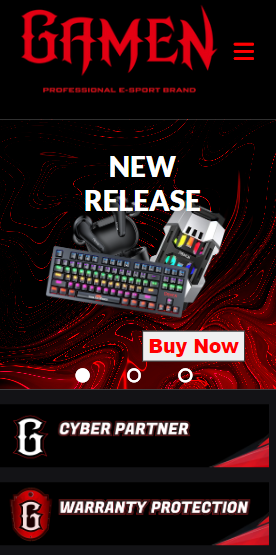 GAMEN
PROFESSIONAL E-SPORT BRAND
NEW
RELEASE
Buy Now
G
CYBER PARTNER
G
WARRANTY PROTECTION